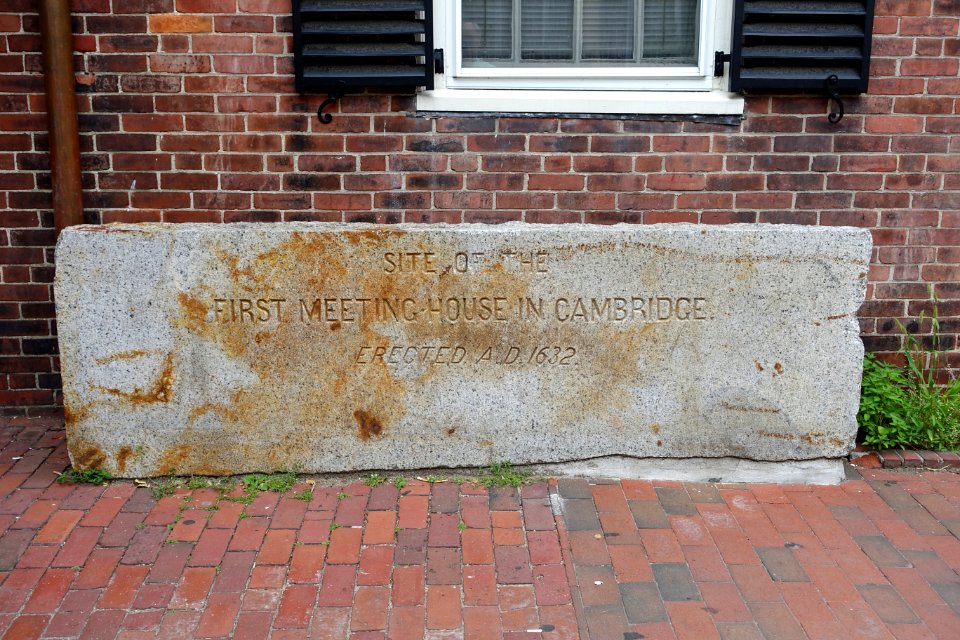 SITE OF THE
FIRST MEETING HOUSE IN CAMBRIDGE.
ERECTED A.D. 1632.